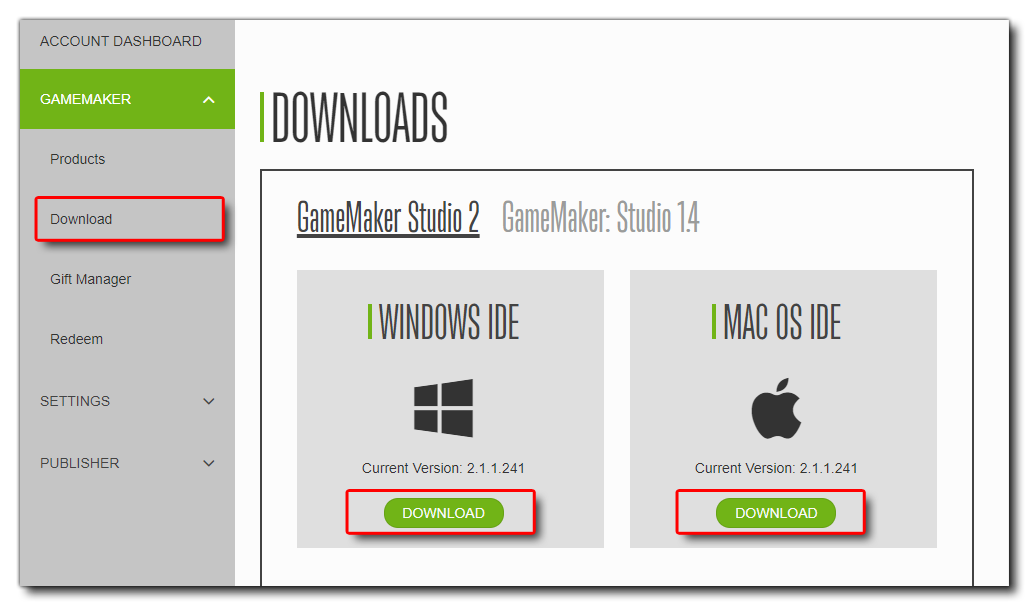 ACCOUNT DASHBOARD
GAMEMAKER
Products
Download
Gift Manager
Redeem
SETTINGS
PUBLISHER
DOWNLOADS
GameMaker Studio 2 GameMaker: Studio 1.4
WINDOWS IDE
Current Version: 2.1.1.241
DOWNLOAD
MAC OS IDE
Current Version: 2.1.1.241
DOWNLOAD